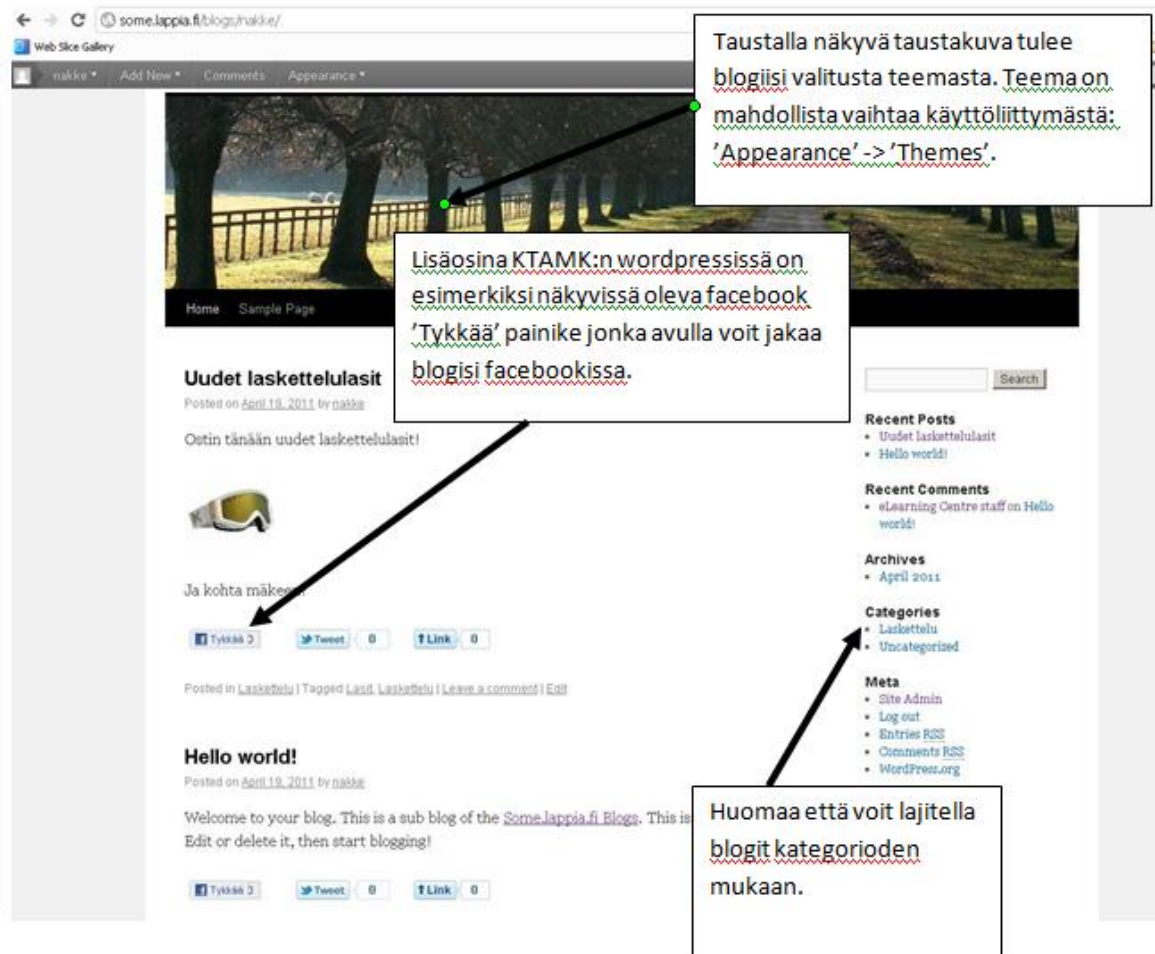 some.lappia.fi/blogs/nakke/
Web Slice Gallery
nakke Add New Comments Appearance
Taustalla näkyvä taustakuva tulee
blogiisi valitusta teemasta. Teema on
mahdollista vaihtaa käyttöliittymästä:
’Appearance’ -> ’Themes’.
Lisäosina KTAMK:n wordpressissä on
esimerkiksi näkyvissä oleva facebook
’Tykkää’ painike jonka avulla voit jakaa
blogisi facebookissa.
Home Sample Page
Uudet laskettelulasit
Posted on April 19, 2011 by nakke
Ostin tänään uudet laskettelulasit!
Ja kohta mäkeen!
Tykkää Tweet 0 Link 0
Posted in Laskettelu | Tagged Lasit, Laskettelu | Leave a comment | Edit
Hello world!
Posted on April 19, 2011 by nakke
Welcome to your blog. This is a sub blog of the Some.lappia.fi Blogs. This is
Edit or delete it, then start blogging!
Tykkää Tweet 0 Link 0
Search
Recent Posts
Uudet laskettelulasit
Hello world!
Recent Comments
eLearning Centre staff on Hello
world!
Archives
April 2011
Categories
Laskettelu
Uncategorized
Meta
Site Admin
Log out
Entries RSS
Comments RSS
WordPress.org
Huomaa että voit lajitella
blogit kategorioden
mukaan.